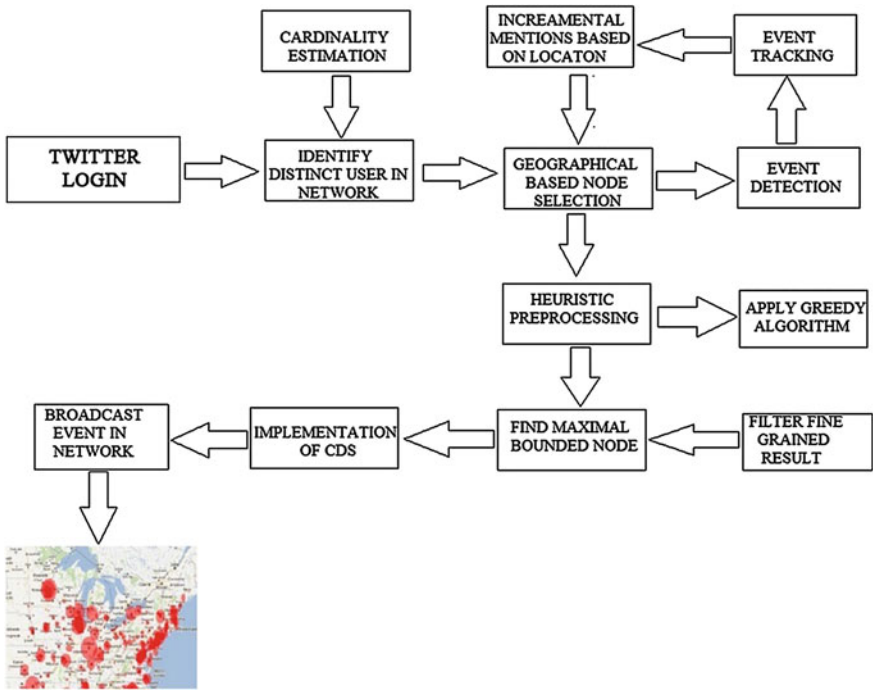 CARDINALITY
ESTIMATION
INCREAMENTAL
MENTIONS BASED
ON LOCATON
EVENT
TRACKING
TWITTER
LOGIN
IDENTIFY
DISTINCT USER IN
NETWORK
GEOGRAPHICAL
BASED NODE
SELECTION
EVENT
DETECTION
HEURISTIC
PREPROCESSING
APPLY GREEDY
ALGORITHM
BROADCAST
EVENT IN
NETWORK
IMPLEMENTATION
OF CDS
FIND MAXIMAL
BOUNDED NODE
FILTER FINE
GRAINED
RESULT